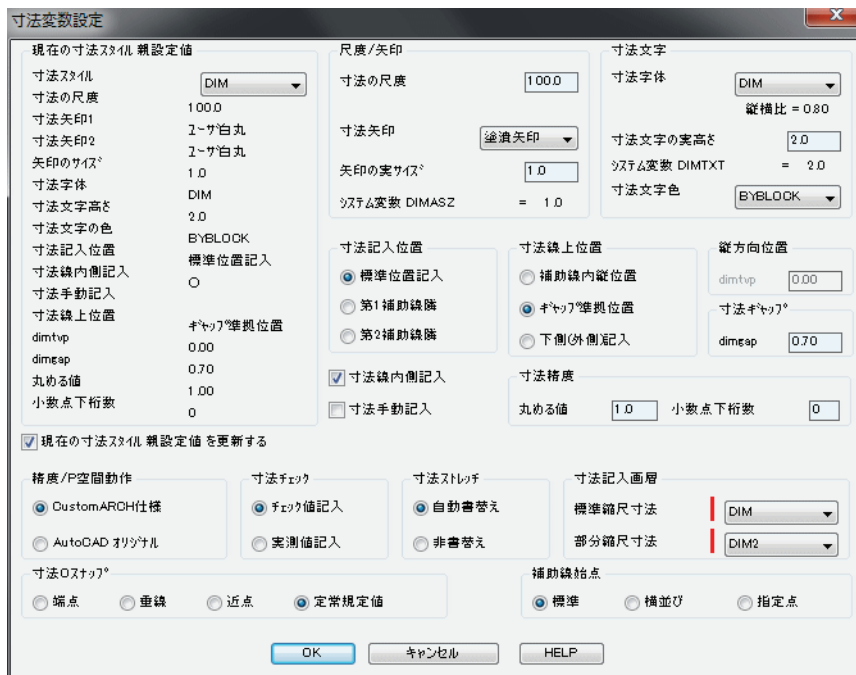 寸法変数設定
現在の寸法スタイル 親設定値
寸法スタイル DIM
寸法の尺度 100.0
寸法矢印1 ユーザ白丸
寸法矢印2 ユーザ白丸
矢印のサイズ 1.0
寸法字体 DIM
寸法文字高さ 2.0
寸法文字の色 BYBLOCK
寸法記入位置 標準位置記入
寸法線内側記入 ○
寸法手動記入
寸法線上位置 ギャップ準拠位置
dimtvp 0.00
dimgap 0.70
丸める値 1.00
小数点下桁数 0
尺度/矢印
寸法の尺度 100.0
寸法矢印 塗潰矢印
矢印の実サイズ 1.0
システム変数 DIMASZ = 1.0
寸法文字
寸法字体 DIM
縦横比 = 0.80
寸法文字の実高さ 2.0
システム変数 DIMTXT = 2.0
寸法文字色 BYBLOCK
寸法記入位置
標準位置記入
第1補助線隣
第2補助線隣
寸法線上位置
補助線内縦位置
ギャップ準拠位置
下側(外側)記入
縦方向位置
dimtvp 0.00
寸法ギャップ
dimgap 0.70
寸法線内側記入
寸法手動記入
寸法精度
丸める値 1.0 小数点下桁数 0
現在の寸法スタイル 親設定値 を更新する
精度/P空間動作
CustomARCH仕様
AutoCAD オリジナル
寸法チェック
チェック値記入
実測値記入
寸法ストレッチ
自動書替え
非書替え
寸法記入画層
標準縮尺寸法 DIM
部分縮尺寸法 DIM2
寸法Oスナップ
端点 垂線 近点 定常規定値
補助線始点
標準 横並び 指定点
OK キャンセル HELP